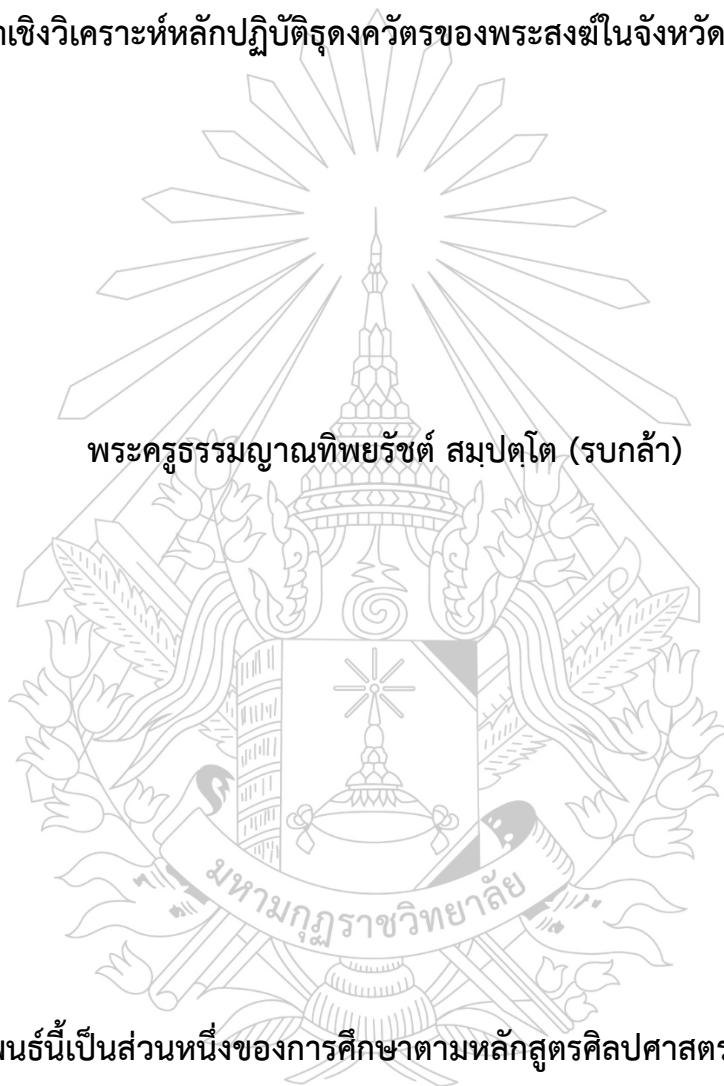 าเชิงวิเคราะห์หลักปฏิบัติธุดงควัตรของพระสงฆ์ในจังหวัด
พระครูธรรมญาณทิพยรัชต์ สมฺปตฺโต (รบกล้า)
มหามกุฏราชวิทยาลัย
นธ์นี้เป็นส่วนหนึ่งของการศึกษาตามหลักสูตรศิลปศาสตร